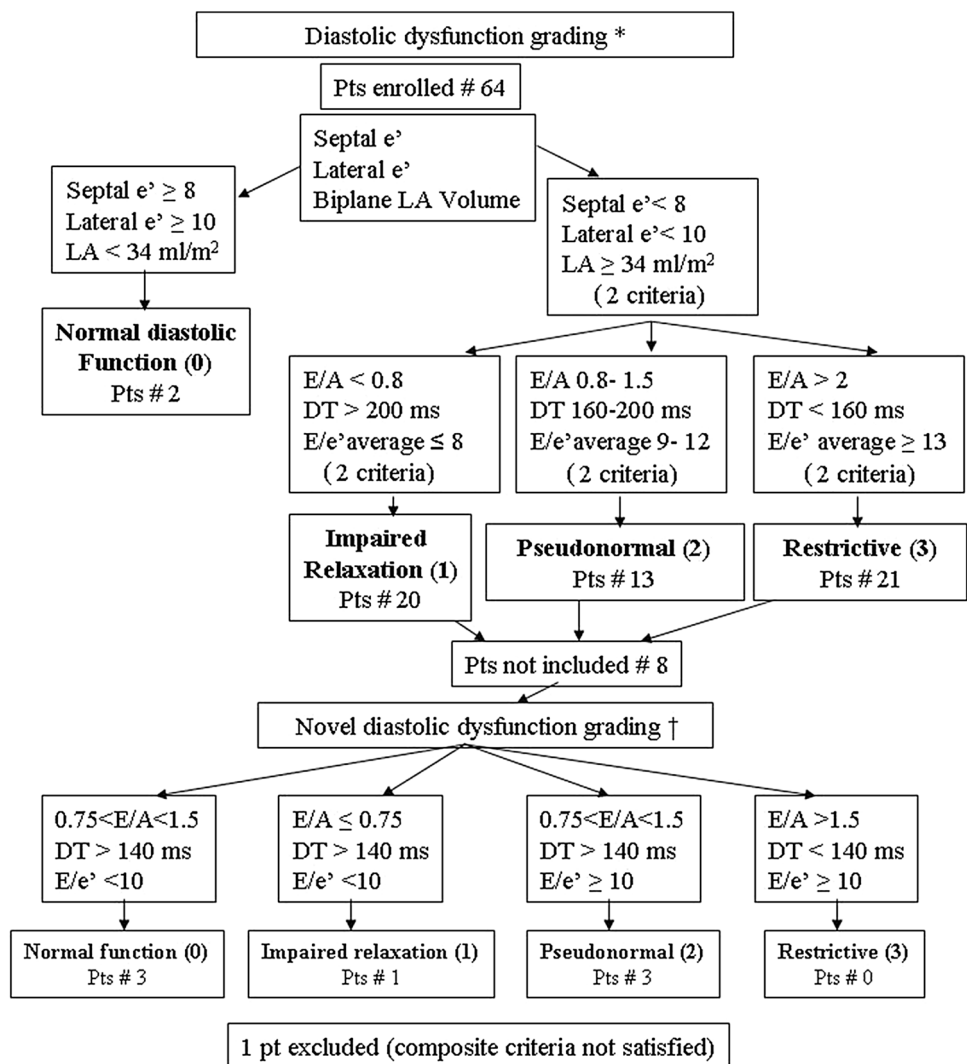 Diastolic dysfunction grading *
Pts enrolled # 64
Septal e’
Lateral e’
Biplane LA Volume
Septal e’ ≥ 8
Lateral e’ ≥ 10
LA < 34 ml/m²
Septal e’< 8
Lateral e’< 10
LA ≥ 34 ml/m²
( 2 criteria)
Normal diastolic
Function (0)
Pts # 2
E/A < 0.8
DT > 200 ms
E/e’average ≤ 8
( 2 criteria)
E/A 0.8- 1.5
DT 160-200 ms
E/e’average 9- 12
( 2 criteria)
E/A > 2
DT < 160 ms
E/e’ average ≥ 13
( 2 criteria)
Impaired
Relaxation (1)
Pts # 20
Pseudonormal (2)
Pts # 13
Restrictive (3)
Pts # 21
Pts not included # 8
Novel diastolic dysfunction grading †
0.75<E/A<1.5
DT > 140 ms
E/e’ <10
E/A ≤ 0.75
DT > 140 ms
E/e’ <10
0.75<E/A<1.5
DT > 140 ms
E/e’ ≥ 10
E/A >1.5
DT < 140 ms
E/e’ ≥ 10
Normal function (0)
Pts # 3
Impaired relaxation (1)
Pts # 1
Pseudonormal (2)
Pts # 3
Restrictive (3)
Pts # 0
1 pt excluded (composite criteria not satisfied)